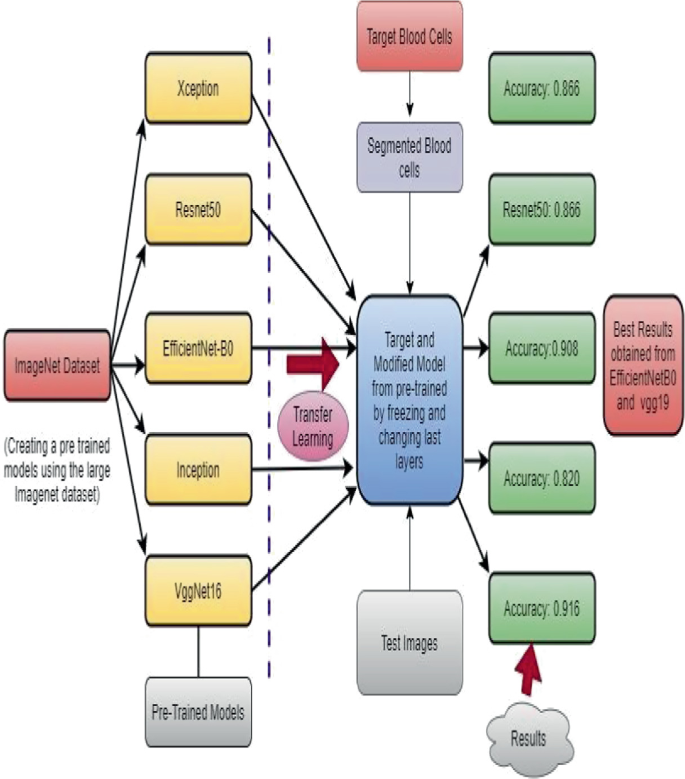 ImageNet Dataset
(Creating a pre trained
models using the large
Imagenet dataset)
Xception
Resnet50
EfficientNet-B0
Inception
VggNet16
Pre-Trained Models
Transfer
Learning
Target Blood Cells
Segmented Blood
cells
Target and
Modified Model
from pre-trained
by freezing and
changing last
layers
Test Images
Accuracy: 0.866
Resnet50: 0.866
Accuracy:0.908
Accuracy: 0.820
Accuracy: 0.916
Results
Best Results
obtained from
EfficientNetB0
and vgg19